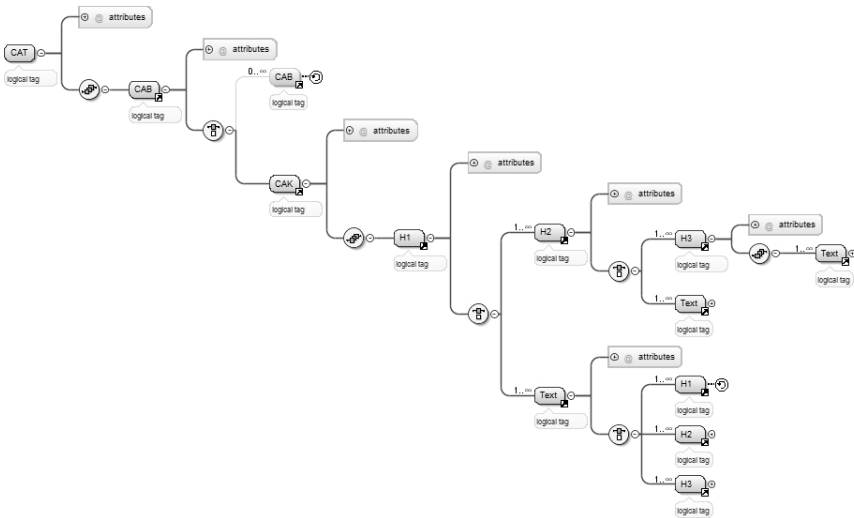 @ attributes
CAT
logical tag
@ attributes
CAB
logical tag
0..∞
CAB
logical tag
@ attributes
CAK
logical tag
@ attributes
H1
logical tag
@ attributes
1..∞
H2
logical tag
@ attributes
1..∞
H3
logical tag
1..∞
Text
logical tag
1..∞
Text
logical tag
@ attributes
1..∞
Text
logical tag
1..∞
H1
logical tag
1..∞
H2
logical tag
1..∞
H3
logical tag